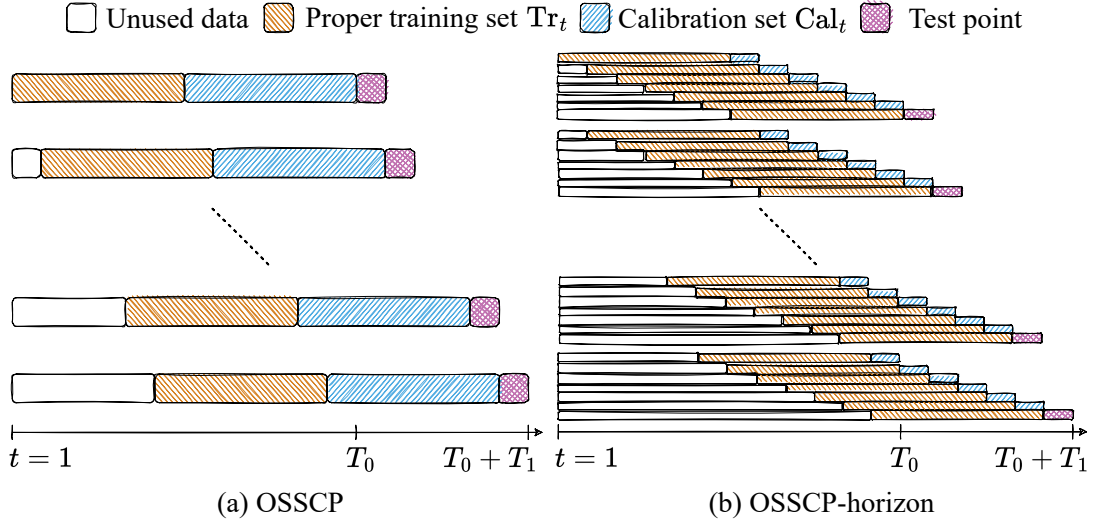 Unused data Proper training set Tr_t Calibration set Cal_t Test point
t = 1 T_0 T_0 + T_1 t = 1 T_0 T_0 + T_1
(a) OSSCP (b) OSSCP-horizon